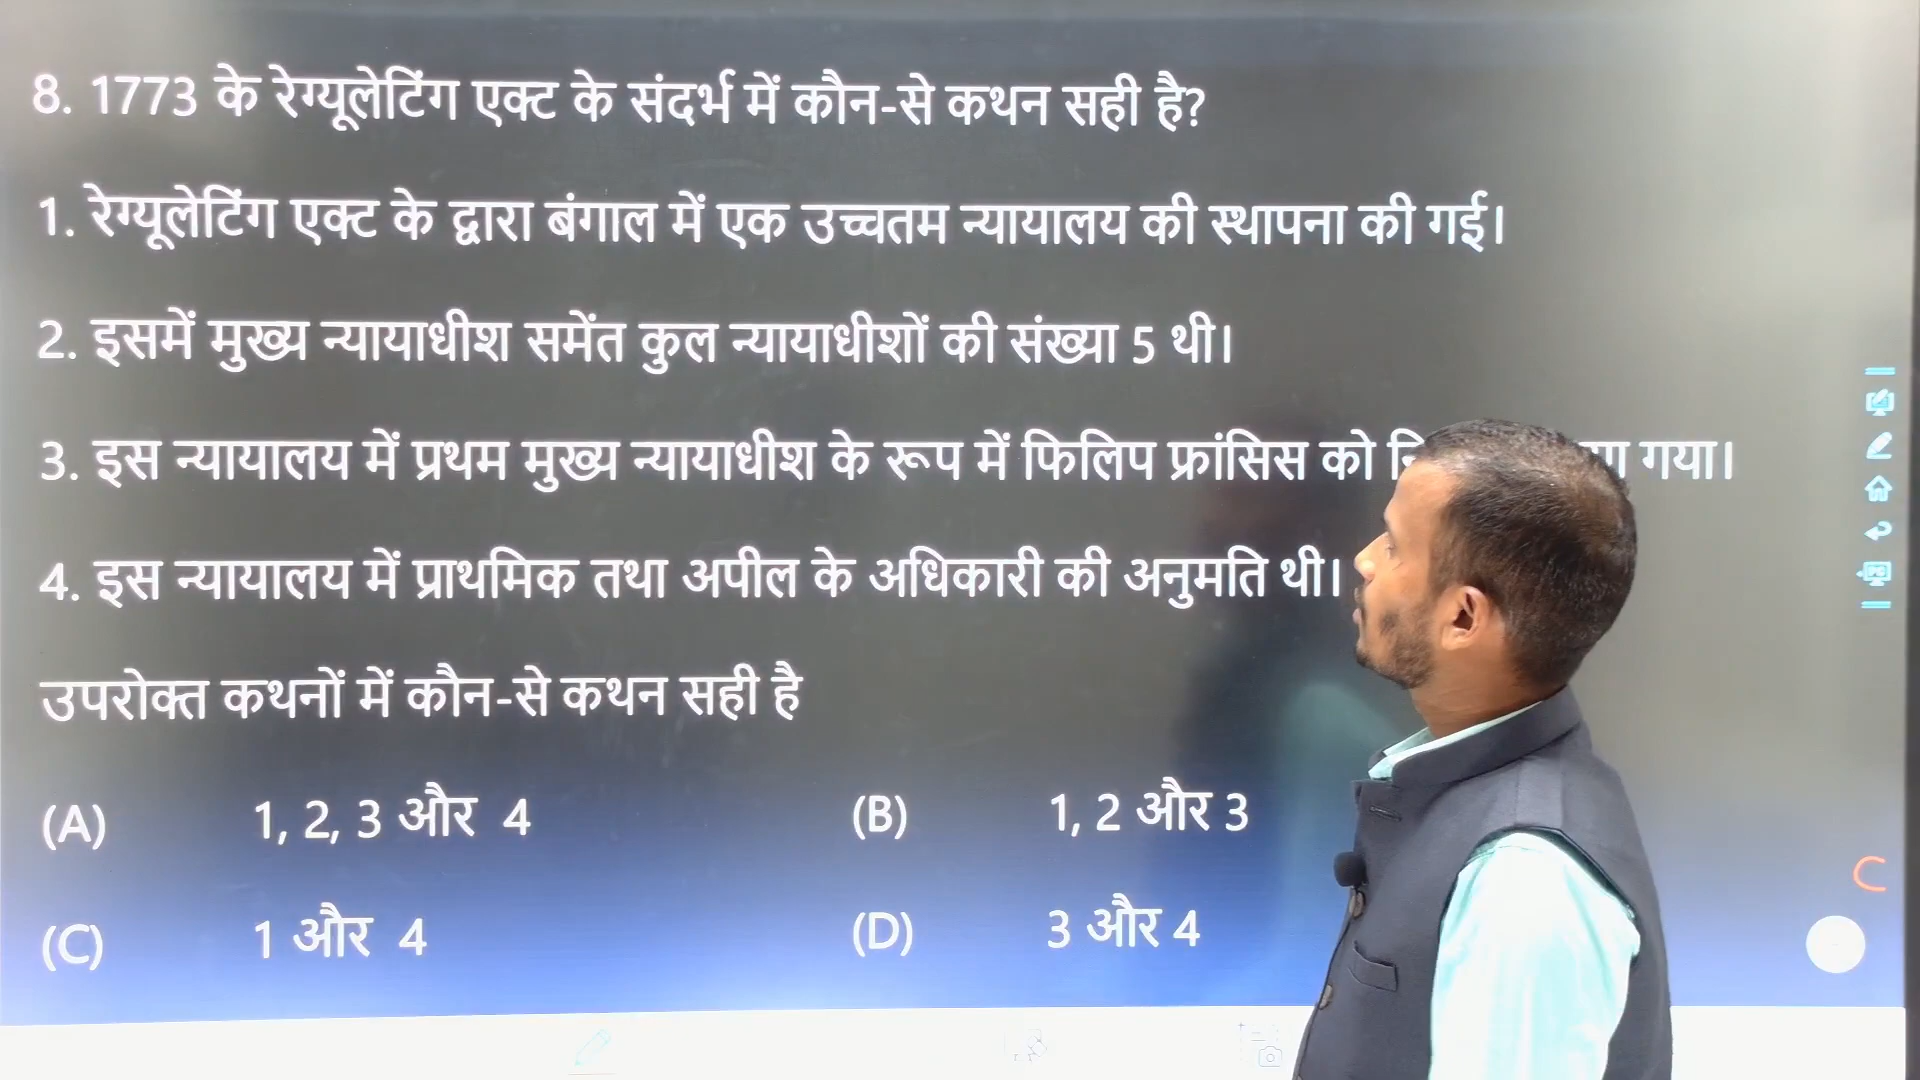 8. 1773 के रेग्यूलेटिंग एक्ट के संदर्भ में कौन-से कथन सही है?
1. रेग्यूलेटिंग एक्ट के द्वारा बंगाल में एक उच्चतम न्यायालय की स्थापना की गई।
2. इसमें मुख्य न्यायाधीश समेंत कुल न्यायाधीशों की संख्या 5 थी।
3. इस न्यायालय में प्रथम मुख्य न्यायाधीश के रूप में फिलिप फ्रांसिस को गया।
4. इस न्यायालय में प्राथमिक तथा अपील के अधिकारी की अनुमति थी।
उपरोक्त कथनों में कौन-से कथन सही है
(A) 1, 2, 3 और 4 (B) 1, 2 और 3
(C) 1 और 4 (D) 3 और 4